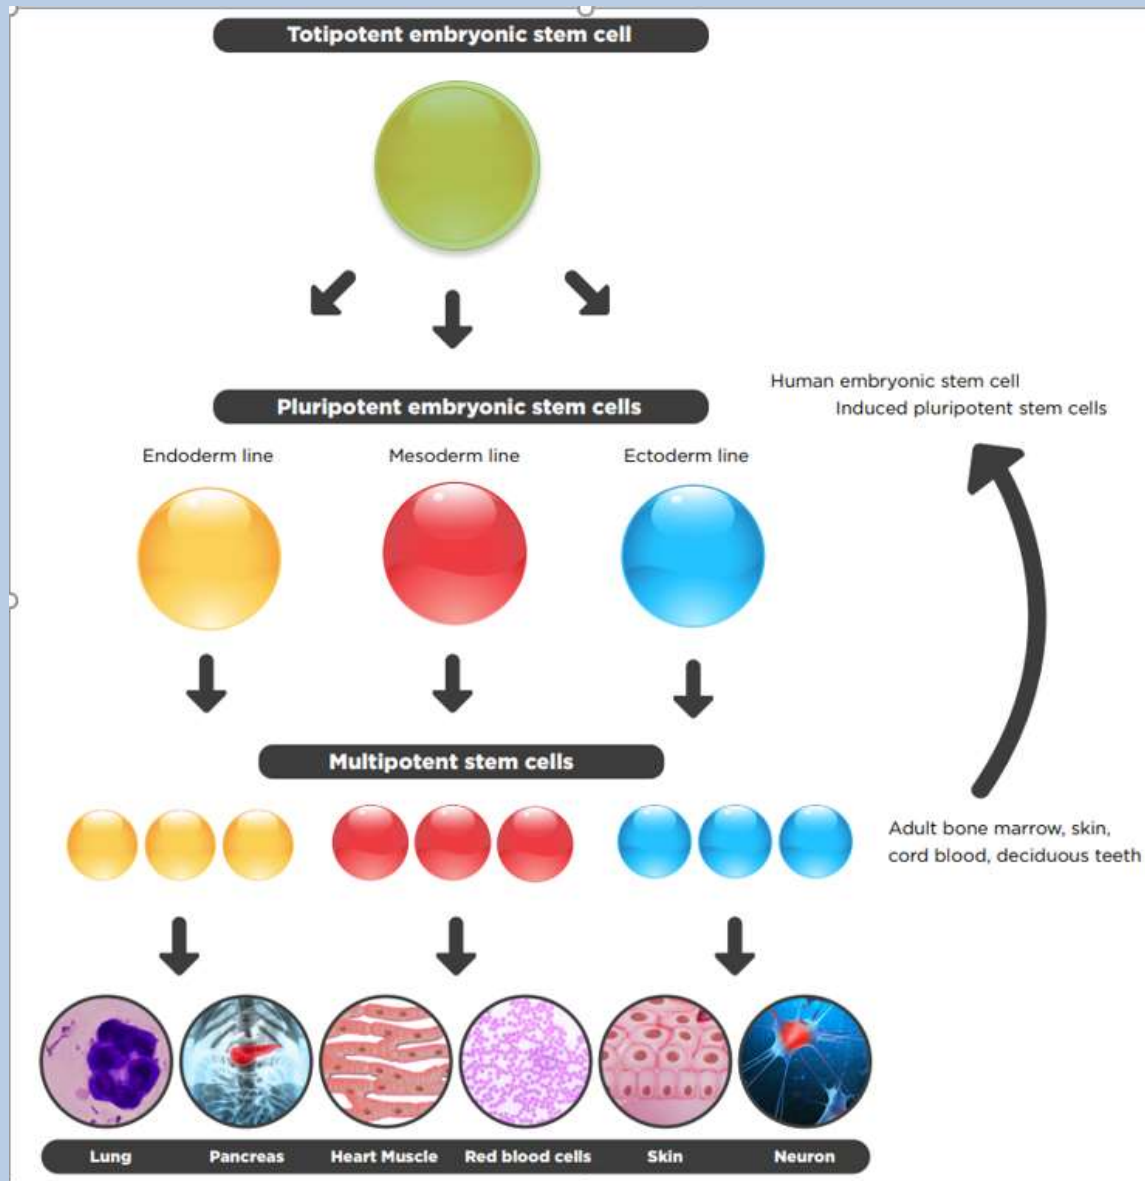 Totipotent embryonic stem cell
Human embryonic stem cell
Induced pluripotent stem cells
Pluripotent embryonic stem cells
Endoderm line
Mesoderm line
Ectoderm line
Multipotent stem cells
Adult bone marrow, skin,
cord blood, deciduous teeth
Lung
Pancreas
Heart Muscle
Red blood cells
Skin
Neuron